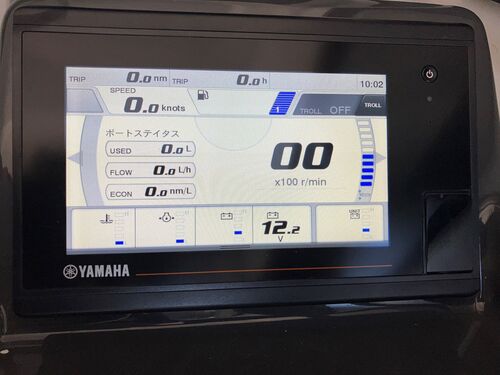 TRIP 0.0 nm TRIP 0.0 h 10:02
SPEED
0.0 knots
1 TROLL OFF TROLL
ボートステイタス
USED 0.0 L
FLOW 0.0 L/h
ECON 0.0 nm/L
00
x100 r/min
12.2
V
UNIT
YAMAHA